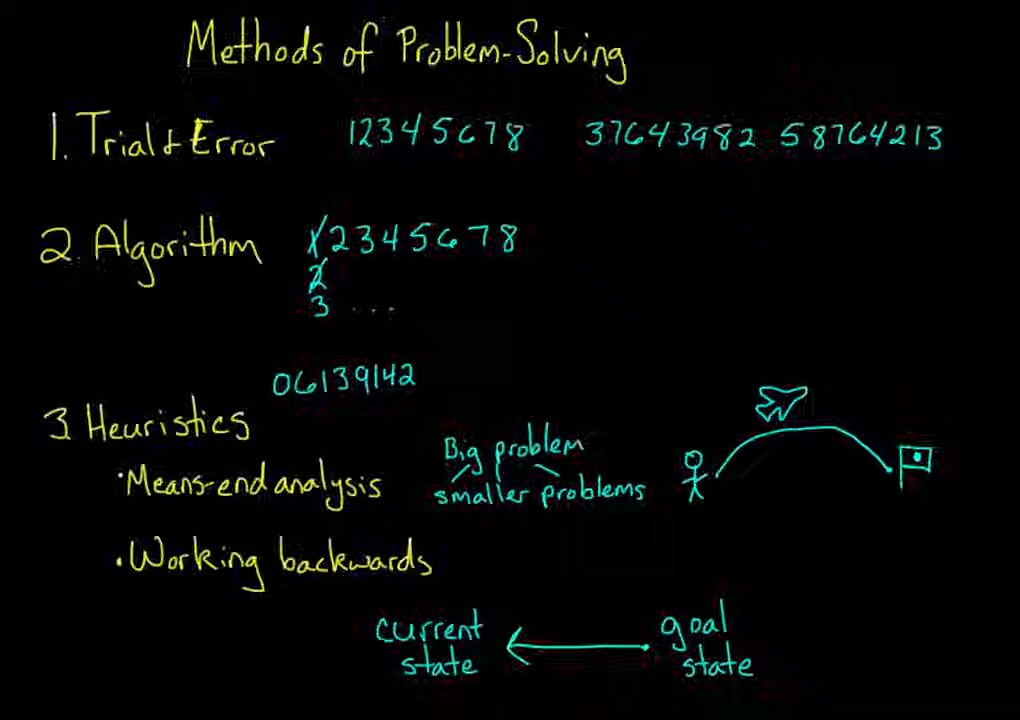 Methods of Problem-Solving
1. Trial & Error 12345678 37643982 58764213
2. Algorithm 12345678
2
3 ...
06139142
3. Heuristics
Big problem
• Means-end analysis
smaller problems
• Working backwards
current state
goal state